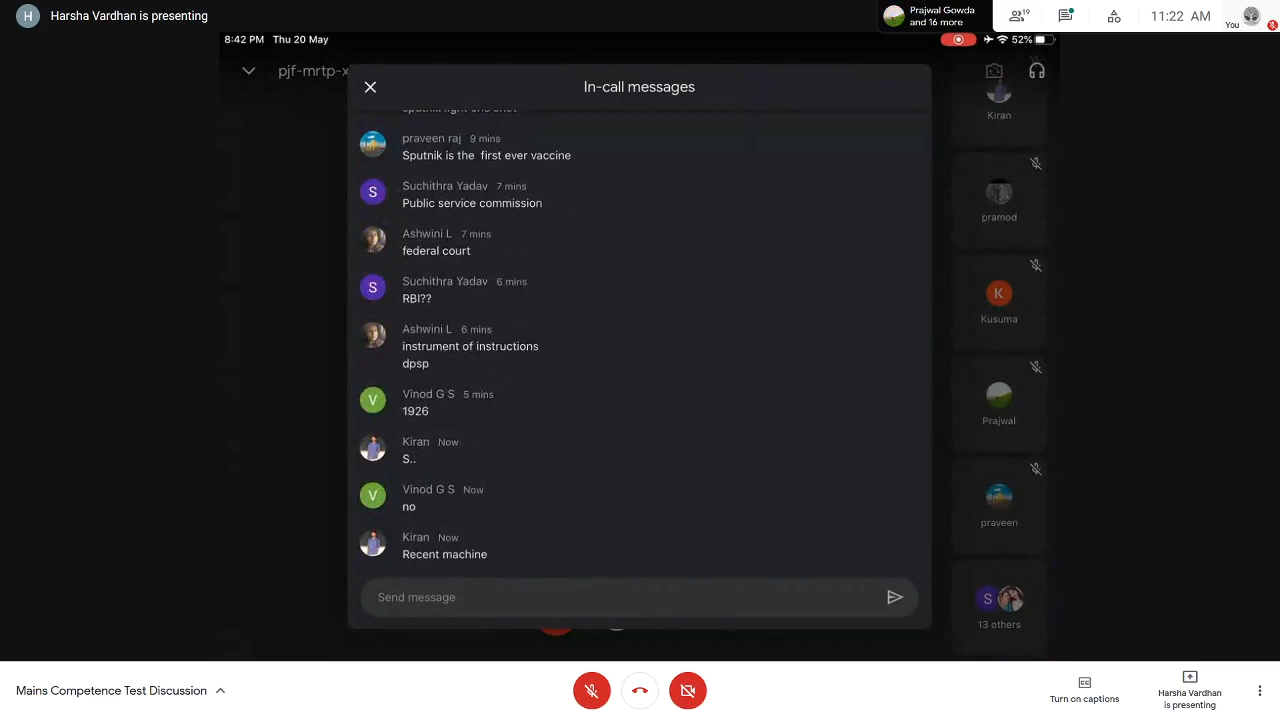 H Harsha Vardhan is presenting
Prajwal Gowda
and 16 more
19
11:22 AM
You
8:42 PM Thu 20 May
52%
pjf-mrtp-x
In-call messages
Kiran
praveen raj 9 mins
Sputnik is the first ever vaccine
S Suchithra Yadav 7 mins
Public service commission
pramod
Ashwini L 7 mins
federal court
S Suchithra Yadav 6 mins
RBI??
K
Kusuma
Ashwini L 6 mins
instrument of instructions
dpsp
V Vinod G S 5 mins
1926
Prajwal
Kiran Now
S..
V Vinod G S Now
no
praveen
Kiran Now
Recent machine
Send message
S
13 others
Mains Competence Test Discussion
Turn on captions
Harsha Vardhan
is presenting